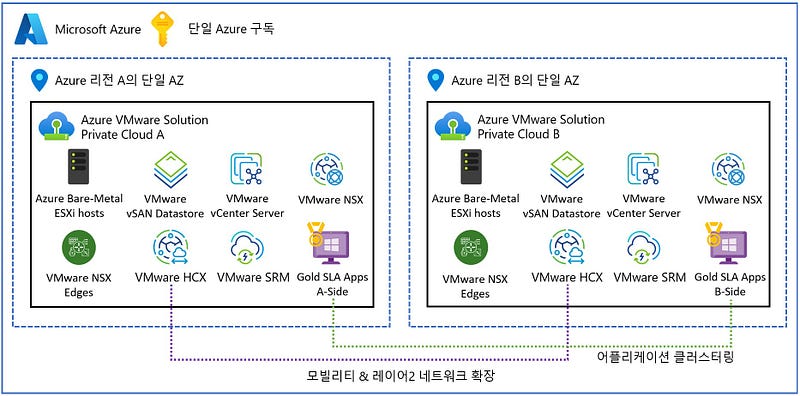 Microsoft Azure
단일 Azure 구독
Azure 리전 A의 단일 AZ
Azure VMware Solution
Private Cloud A
Azure Bare-Metal
ESXi hosts
VMware
vSAN Datastore
VMware
vCenter Server
VMware NSX
VMware NSX
Edges
VMware HCX
VMware SRM
Gold SLA Apps
A-Side
Azure 리전 B의 단일 AZ
Azure VMware Solution
Private Cloud B
Azure Bare-Metal
ESXi hosts
VMware
vSAN Datastore
VMware
vCenter Server
VMware NSX
VMware NSX
Edges
VMware HCX
VMware SRM
Gold SLA Apps
B-Side
어플리케이션 클러스터링
모빌리티 & 레이어2 네트워크 확장